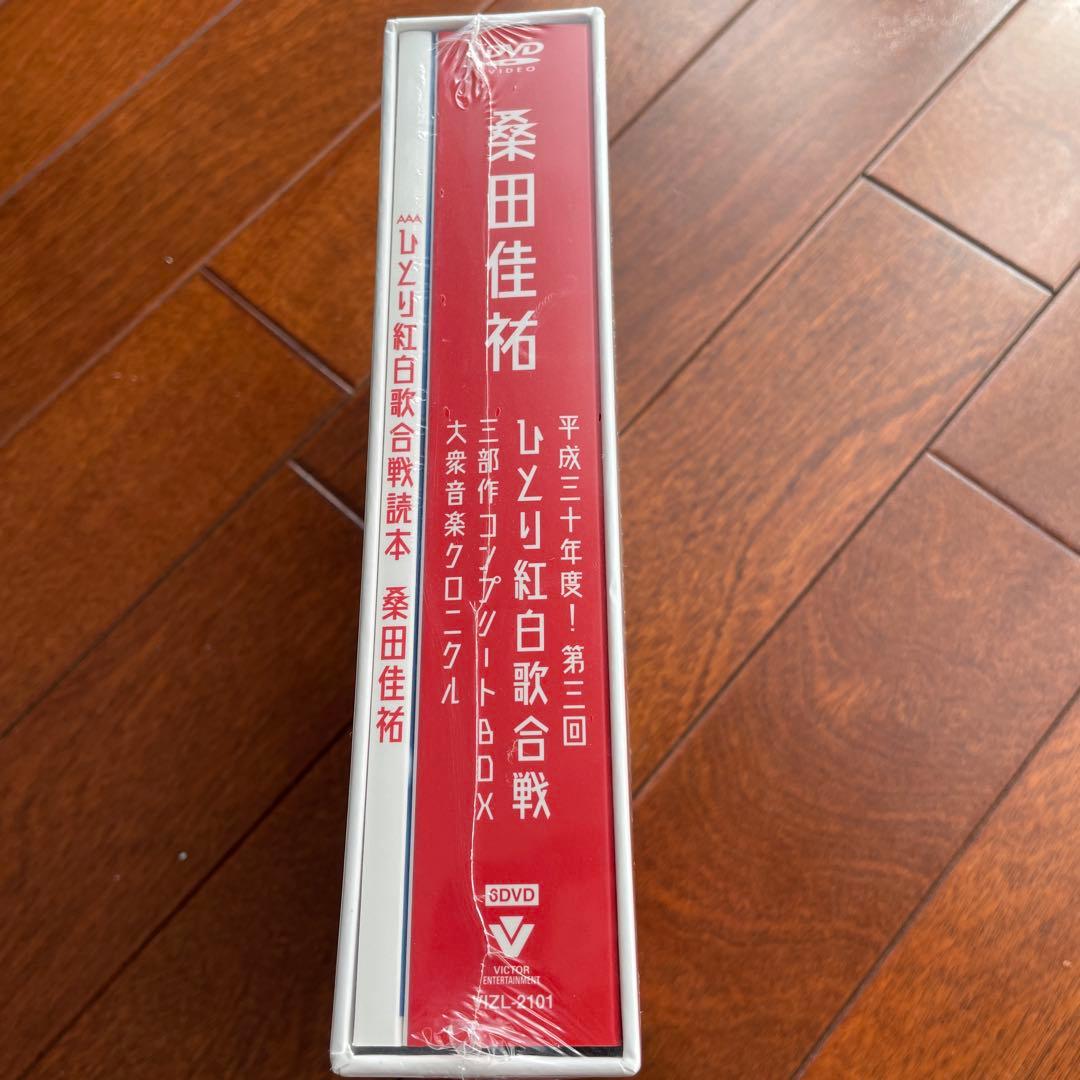 DVD
VIDEO
桑田佳祐
平成三十年度！第三回
ひとり紅白歌合戦
三部作コンプリートBOX
大衆音楽クロニクル
AAA
ひとり紅白歌合戦読本 桑田佳祐
VICTOR
ENTERTAINMENT
VIZL-2101